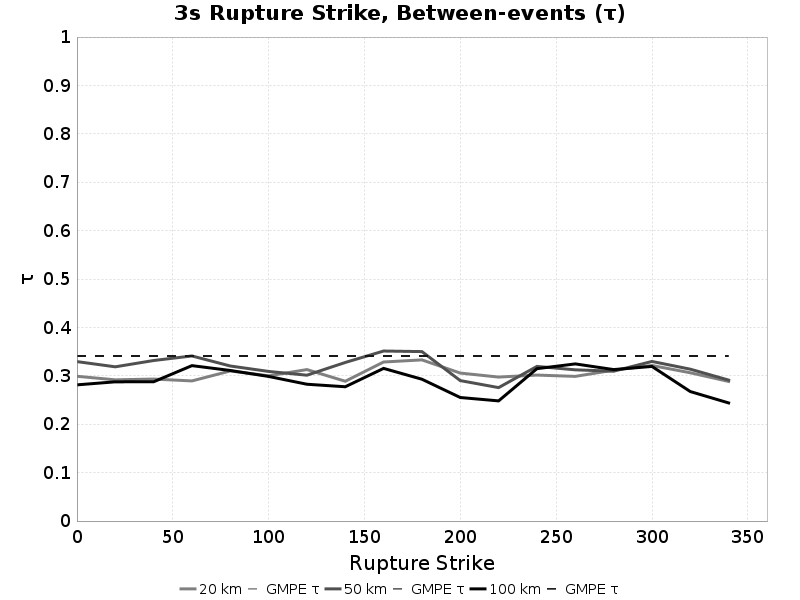 3s Rupture Strike, Between-events (τ)
1
0.9
0.8
0.7
0.6
0.5
0.4
0.3
0.2
0.1
0
τ
0 50 100 150 200 250 300 350
Rupture Strike
20 km GMPE τ 50 km GMPE τ 100 km GMPE τ